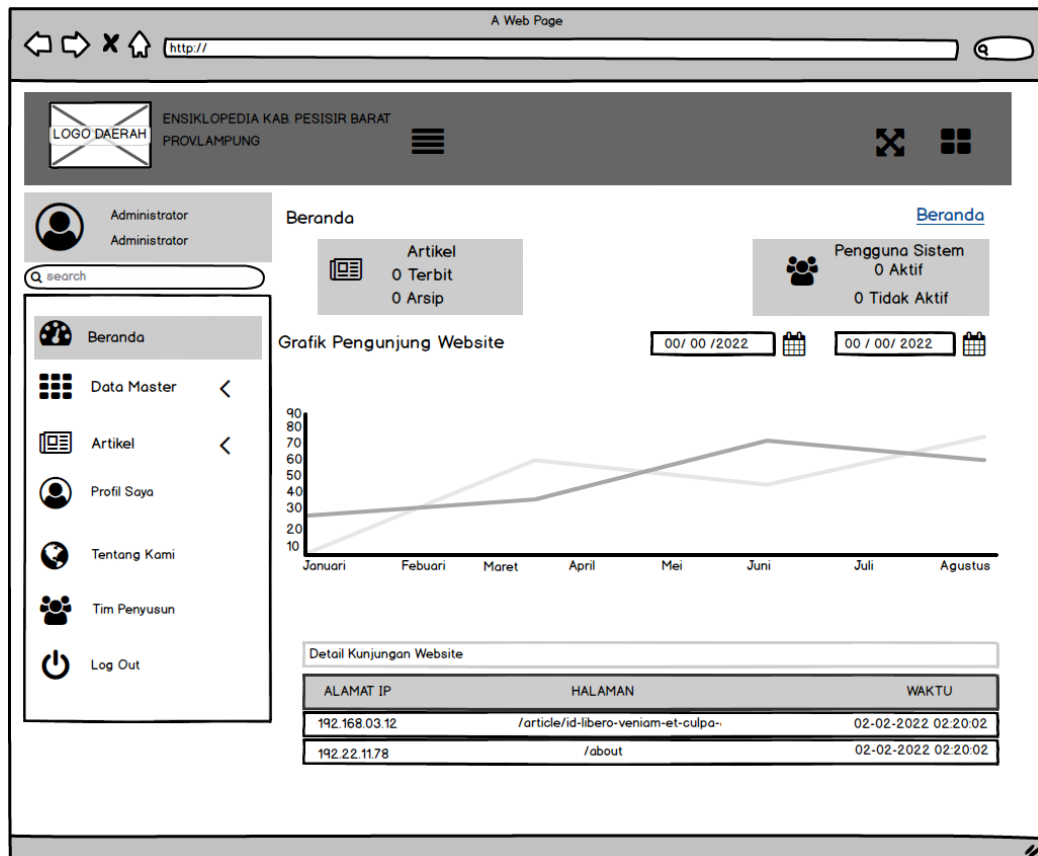 A Web Page
http://
LOGO DAERAH
ENSIKLOPEDIA KAB. PESISIR BARAT
PROVLAMPUNG
Administrator
Administrator
search
Beranda
Data Master
Artikel
Profil Saya
Tentang Kami
Tim Penyusun
Log Out
Beranda
Beranda
Artikel
0 Terbit
0 Arsip
Pengguna Sistem
0 Aktif
0 Tidak Aktif
Grafik Pengunjung Website
00/ 00 /2022
00 / 00/ 2022
90
80
70
60
50
40
30
20
10
Januari Febuari Maret April Mei Juni Juli Agustus
Detail Kunjungan Website
ALAMAT IP HALAMAN WAKTU
192.168.03.12 /article/id-libero-veniam-et-culpa- 02-02-2022 02:20:02
192.22.11.78 /about 02-02-2022 02:20:02